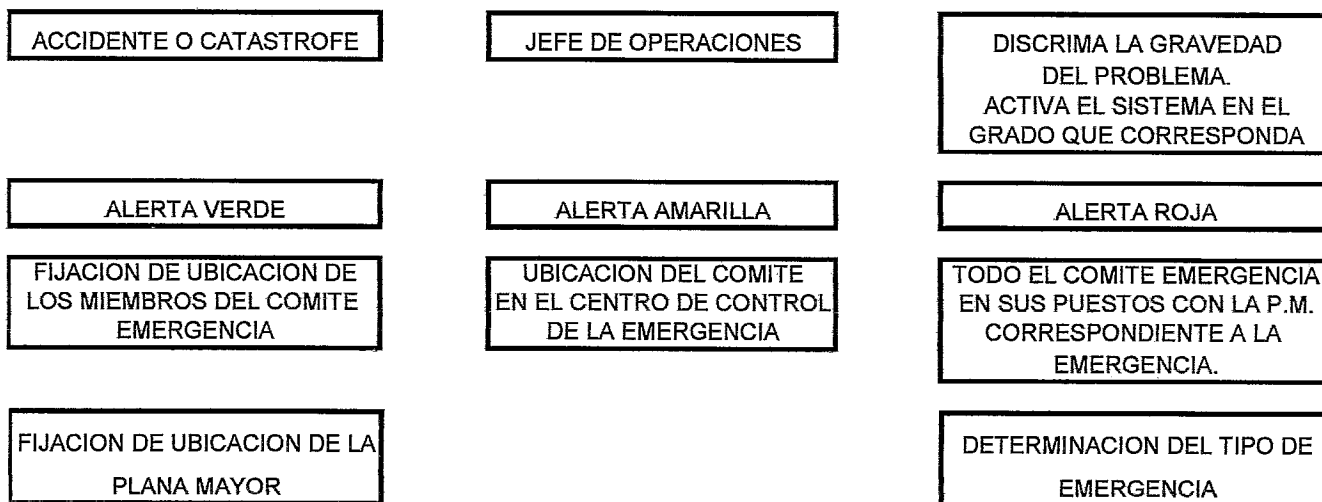 ACCIDENTE O CATASTROFE
JEFE DE OPERACIONES
DISCRIMA LA GRAVEDAD
DEL PROBLEMA.
ACTIVA EL SISTEMA EN EL
GRADO QUE CORRESPONDA
ALERTA VERDE
ALERTA AMARILLA
ALERTA ROJA
FIJACION DE UBICACION DE
LOS MIEMBROS DEL COMITE
EMERGENCIA
UBICACION DEL COMITE
EN EL CENTRO DE CONTROL
DE LA EMERGENCIA
TODO EL COMITE EMERGENCIA
EN SUS PUESTOS CON LA P.M.
CORRESPONDIENTE A LA
EMERGENCIA.
FIJACION DE UBICACION DE LA
PLANA MAYOR
DETERMINACION DEL TIPO DE
EMERGENCIA